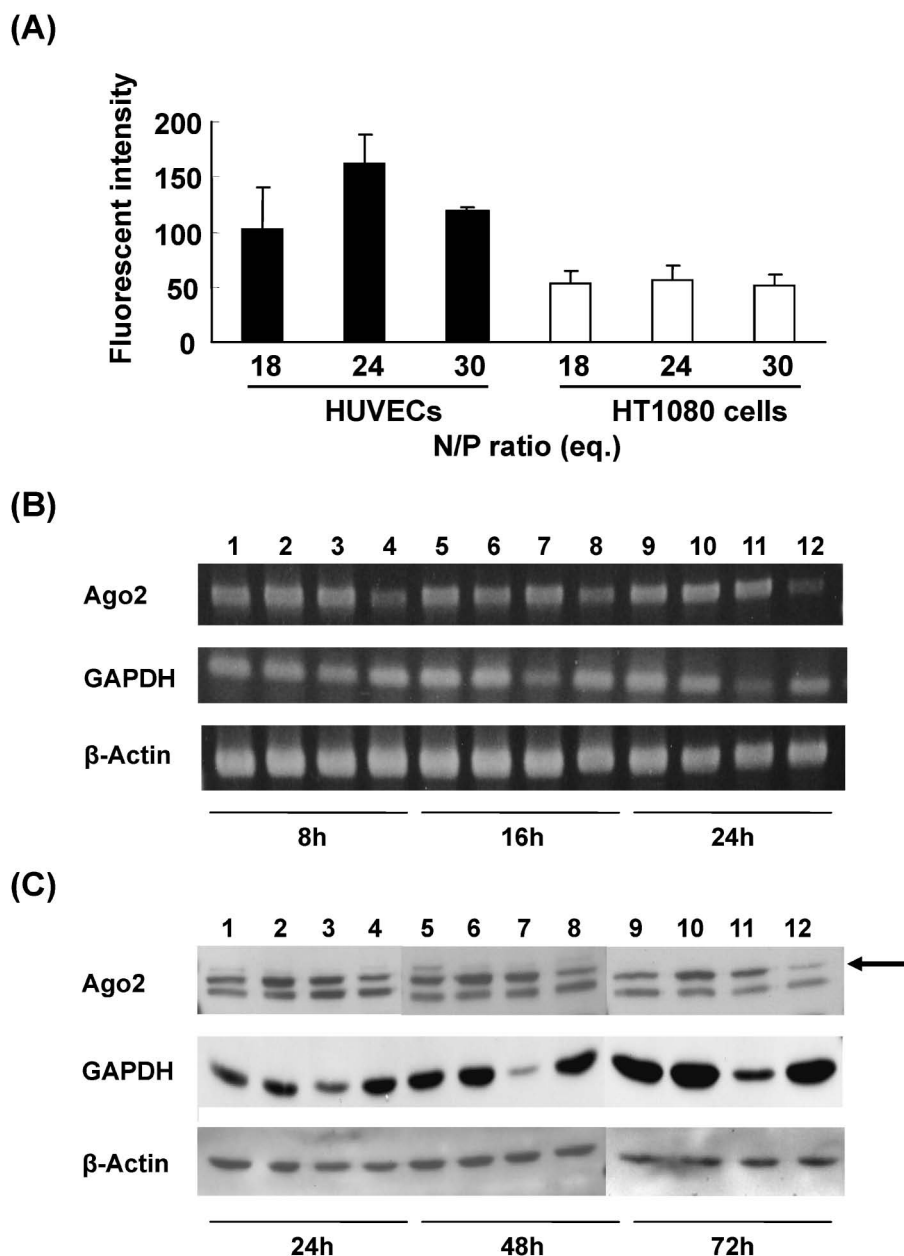 (A)
Fluorescent intensity
200
150
100
50
0
18 24 30 18 24 30
HUVECs HT1080 cells
N/P ratio (eq.)
(B)
1 2 3 4 5 6 7 8 9 10 11 12
Ago2
GAPDH
β-Actin
8h 16h 24h
(C)
1 2 3 4 5 6 7 8 9 10 11 12
Ago2
GAPDH
β-Actin
24h 48h 72h